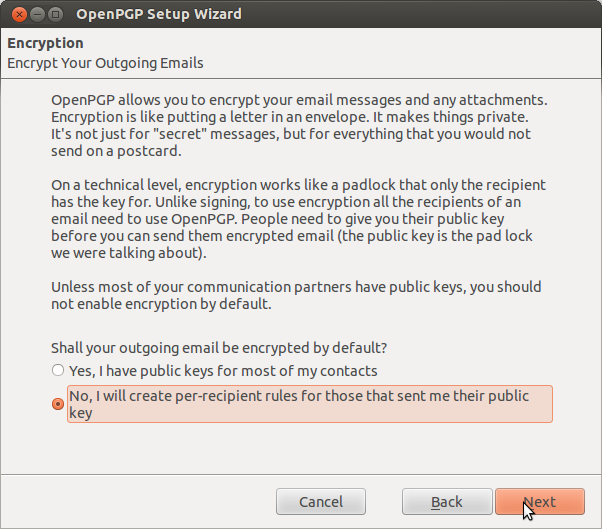 OpenPGP Setup Wizard
Encryption
Encrypt Your Outgoing Emails
OpenPGP allows you to encrypt your email messages and any attachments.
Encryption is like putting a letter in an envelope. It makes things private.
It's not just for "secret" messages, but for everything that you would not
send on a postcard.
On a technical level, encryption works like a padlock that only the recipient
has the key for. Unlike signing, to use encryption all the recipients of an
email need to use OpenPGP. People need to give you their public key
before you can send them encrypted email (the public key is the pad lock
we were talking about).
Unless most of your communication partners have public keys, you should
not enable encryption by default.
Shall your outgoing email be encrypted by default?
Yes, I have public keys for most of my contacts
No, I will create per-recipient rules for those that sent me their public
key
Cancel
Back
Next